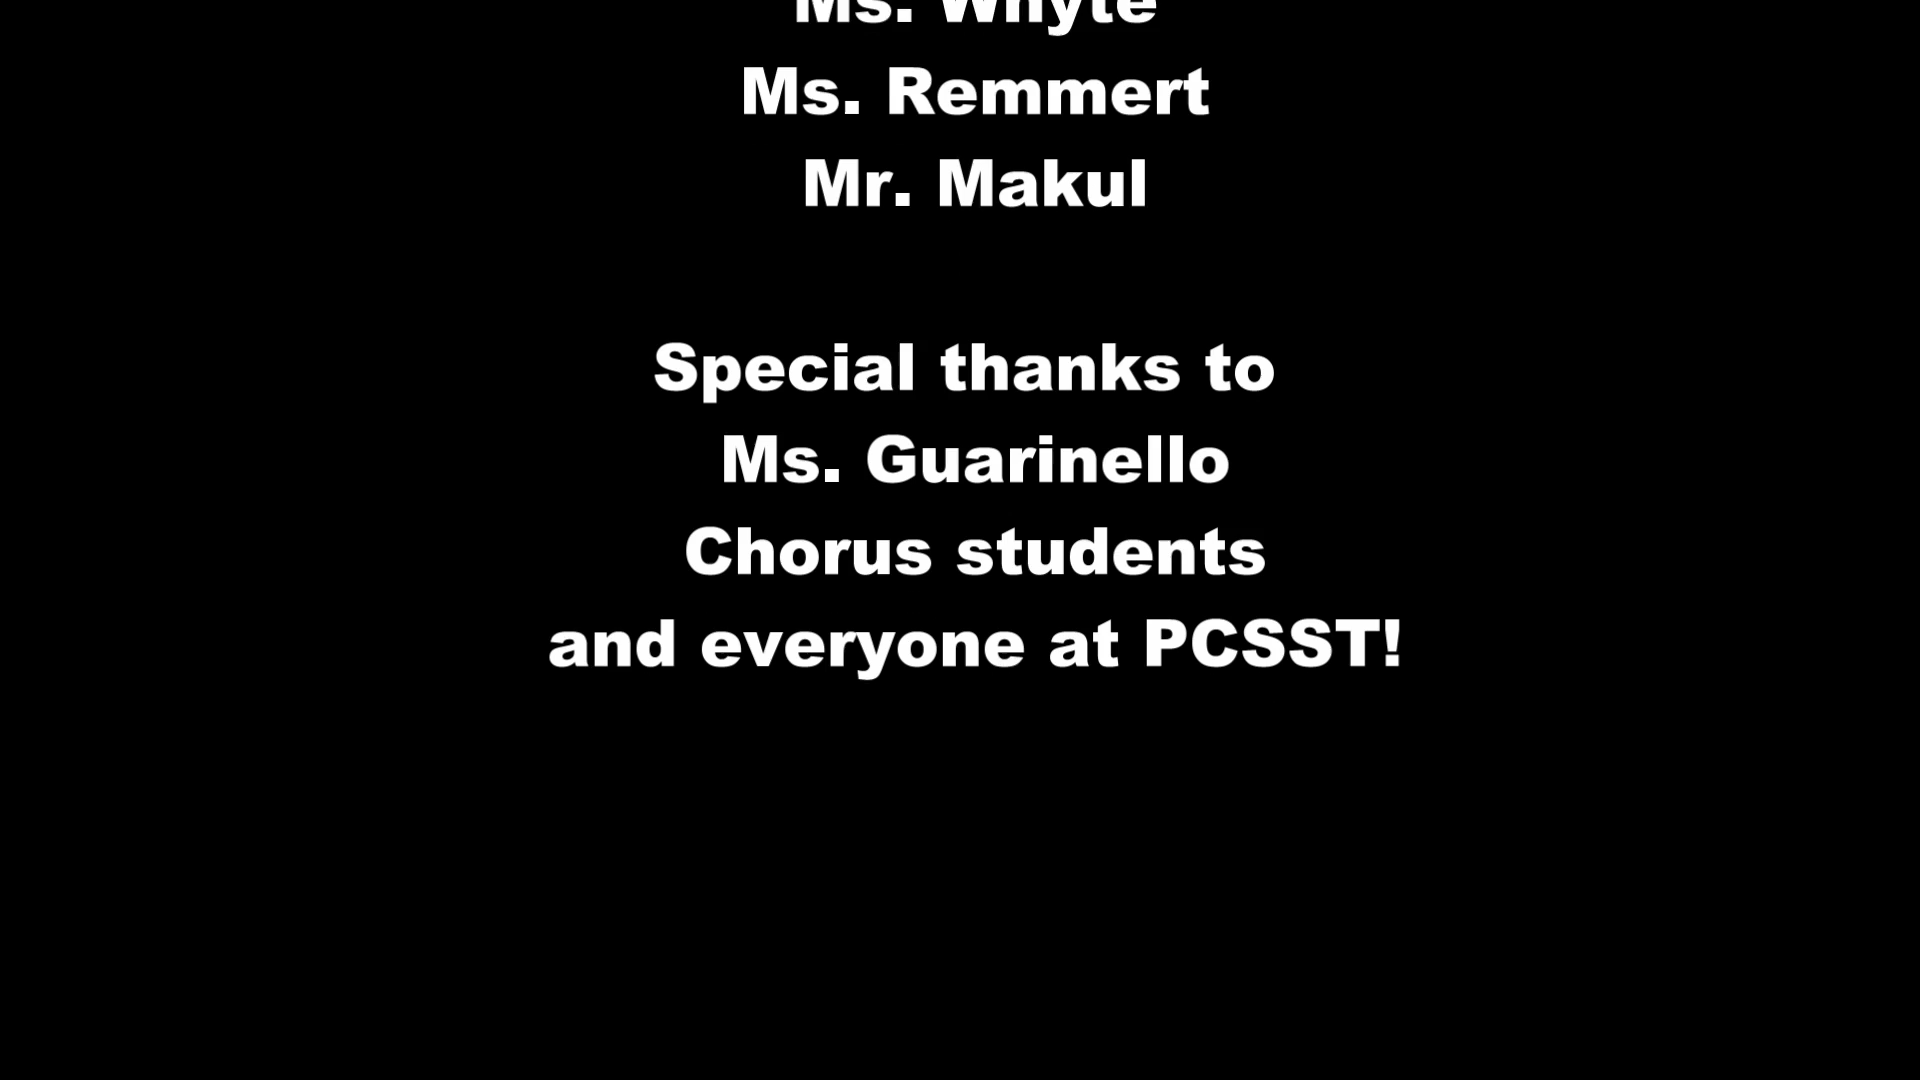 Ms. Whyte
Ms. Remmert
Mr. Makul
Special thanks to
Ms. Guarinello
Chorus students
and everyone at PCSST!